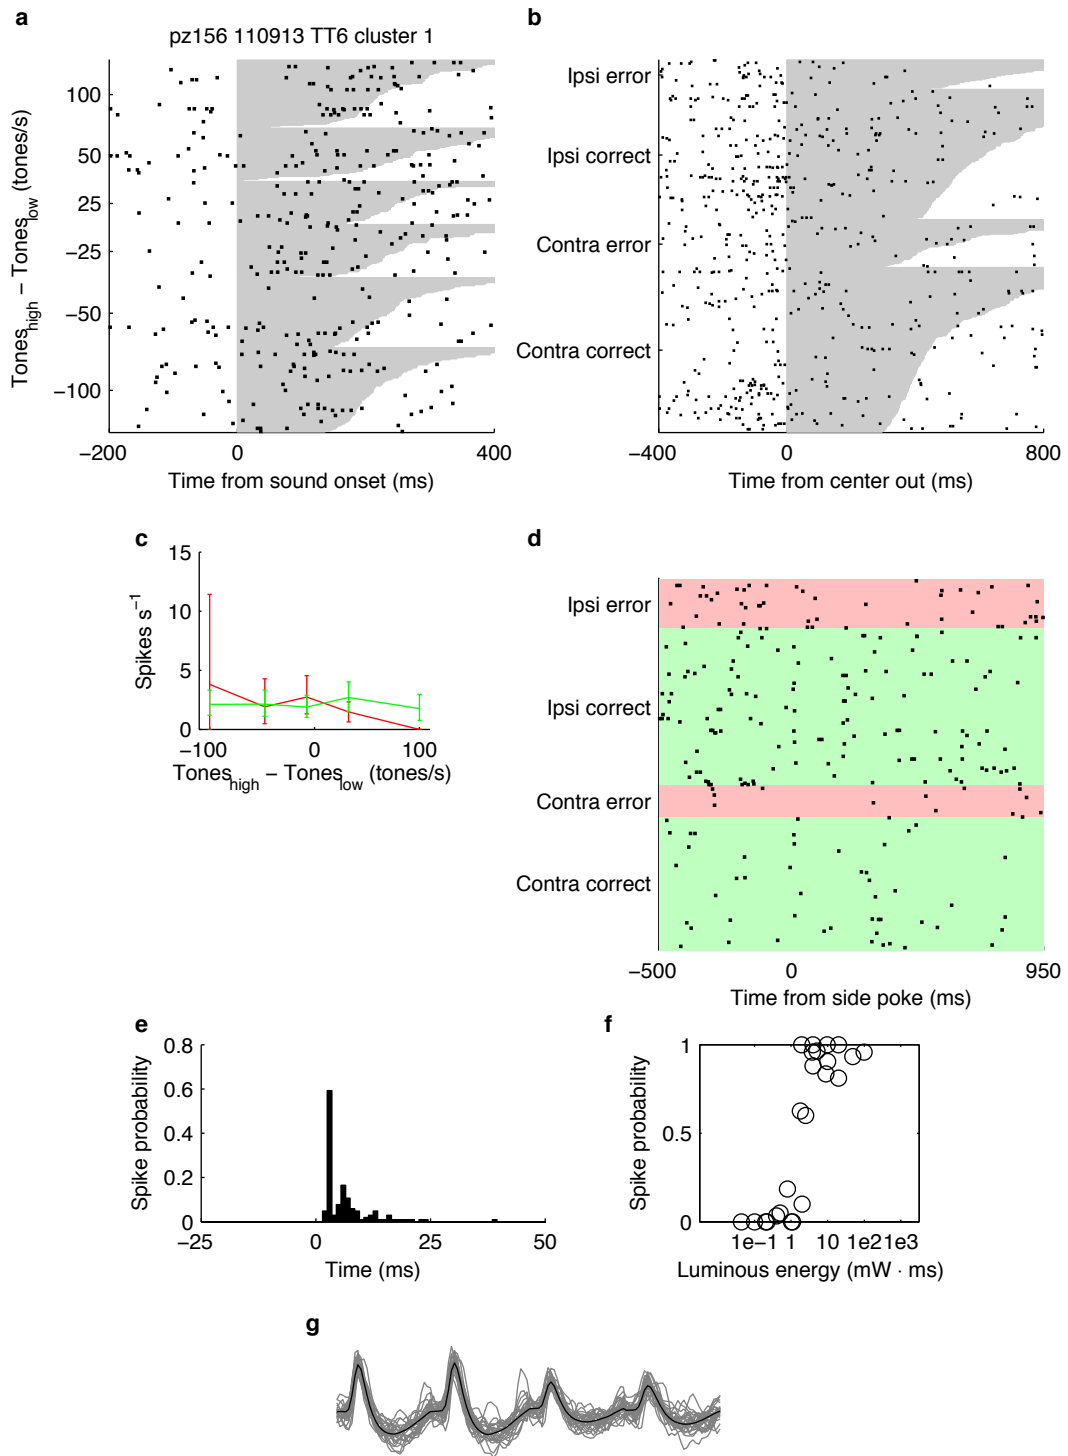 a
pz156 110913 TT6 cluster 1
100
50
25
−25
−50
−100
Tones_high − Tones_low (tones/s)
−200 0 400
Time from sound onset (ms)
b
Ipsi error
Ipsi correct
Contra error
Contra correct
−400 0 800
Time from center out (ms)
c
15
10
5
0
Spikes s⁻¹
−100 0 100
Tones_high − Tones_low (tones/s)
d
Ipsi error
Ipsi correct
Contra error
Contra correct
−500 0 950
Time from side poke (ms)
e
0.8
0.6
0.4
0.2
0
Spike probability
−25 0 25 50
Time (ms)
f
1
0.5
0
Spike probability
1e−1 1 10 1e2 1e3
Luminous energy (mW · ms)
g